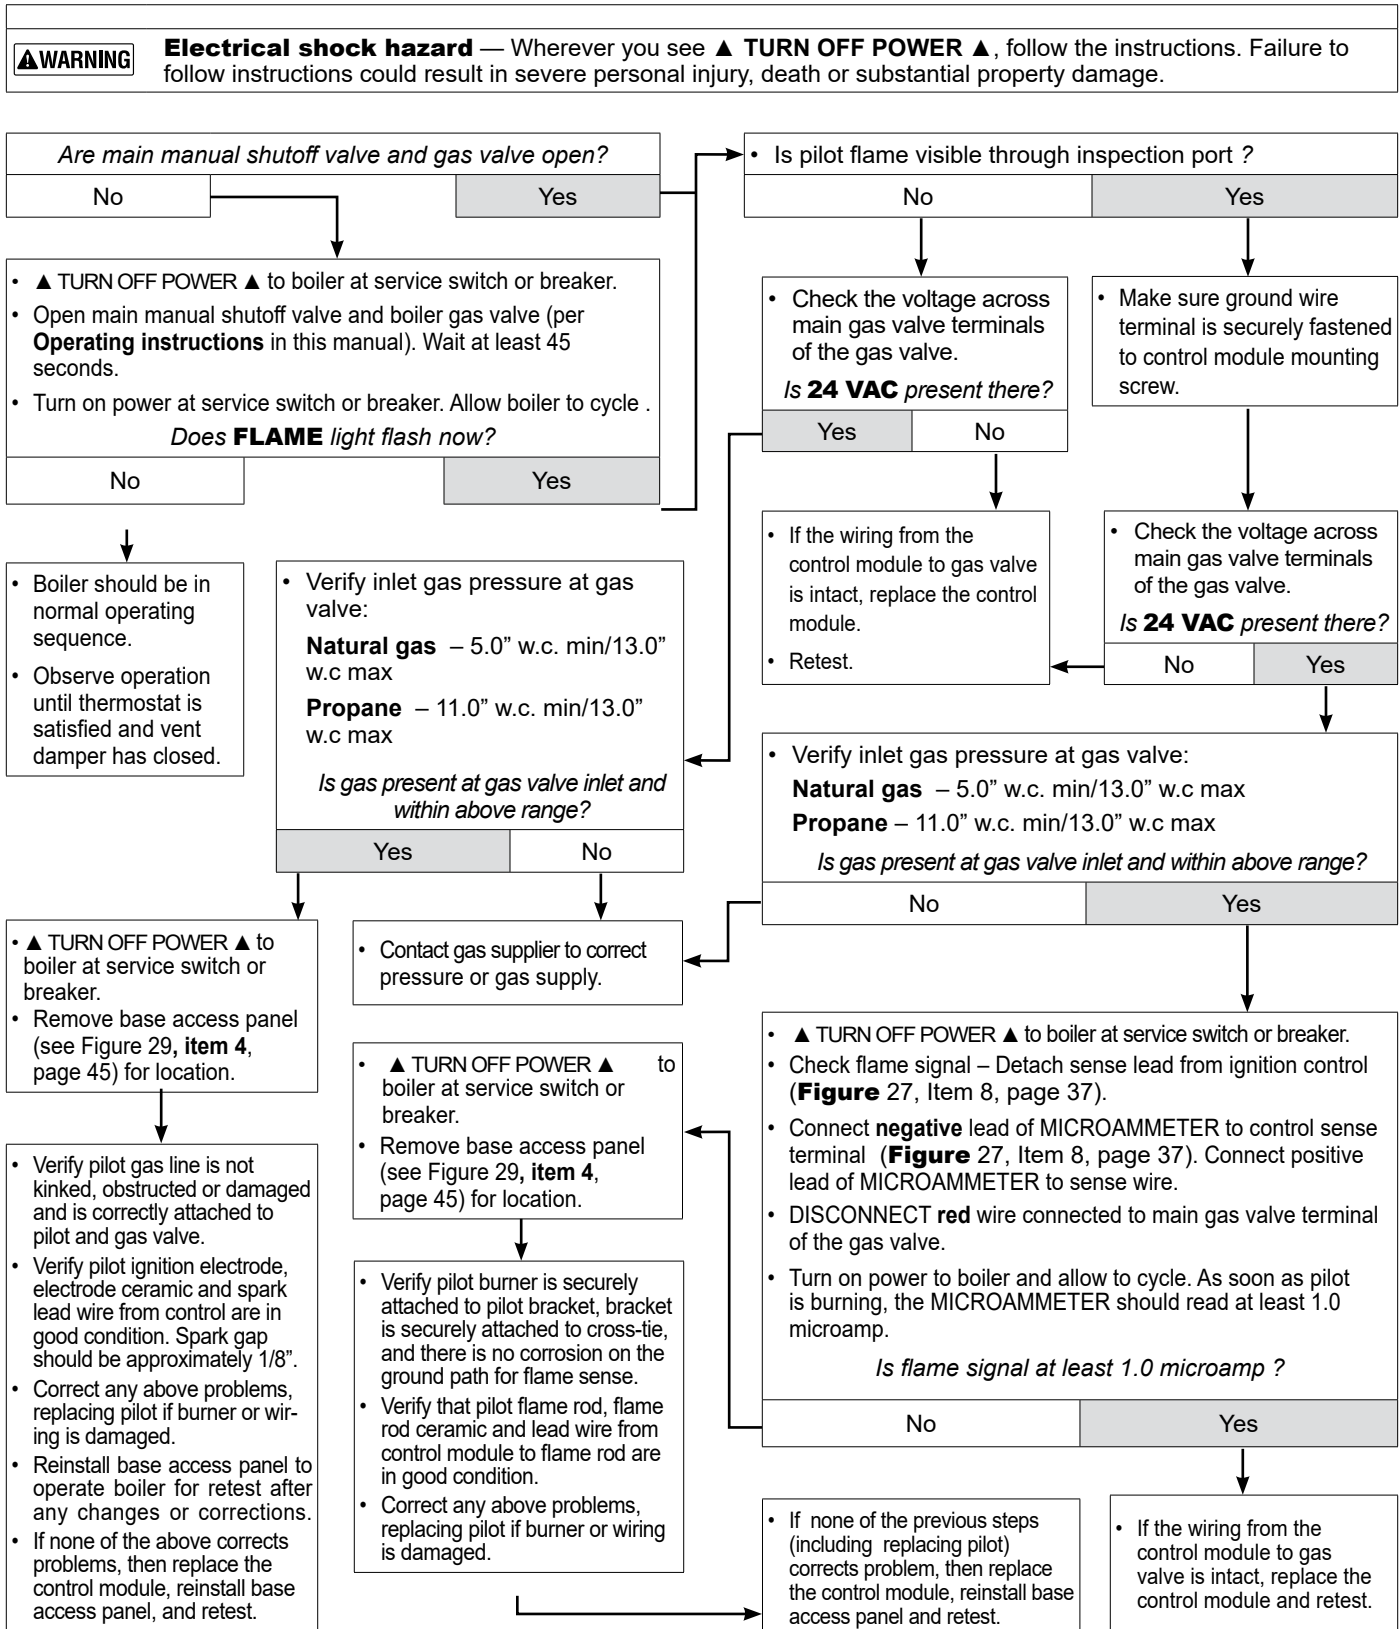 WARNING
Electrical shock hazard — Wherever you see ▲ TURN OFF POWER ▲, follow the instructions. Failure to
follow instructions could result in severe personal injury, death or substantial property damage.
Are main manual shutoff valve and gas valve open?
No
Yes
• ▲ TURN OFF POWER ▲ to boiler at service switch or breaker.
• Open main manual shutoff valve and boiler gas valve (per
Operating instructions in this manual). Wait at least 45
seconds.
• Turn on power at service switch or breaker. Allow boiler to cycle .
Does FLAME light flash now?
No
Yes
• Boiler should be in
normal operating
sequence.
• Observe operation
until thermostat is
satisfied and vent
damper has closed.
• Is pilot flame visible through inspection port ?
No
Yes
• Check the voltage across
main gas valve terminals
of the gas valve.
Is 24 VAC present there?
Yes
No
• Make sure ground wire
terminal is securely fastened
to control module mounting
screw.
• If the wiring from the
control module to gas valve
is intact, replace the control
module.
• Retest.
• Check the voltage across
main gas valve terminals
of the gas valve.
Is 24 VAC present there?
No
Yes
• Verify inlet gas pressure at gas
valve:
Natural gas – 5.0” w.c. min/13.0”
w.c max
Propane – 11.0” w.c. min/13.0”
w.c max
Is gas present at gas valve inlet and
within above range?
Yes
No
• Verify inlet gas pressure at gas valve:
Natural gas – 5.0” w.c. min/13.0” w.c max
Propane – 11.0” w.c. min/13.0” w.c max
Is gas present at gas valve inlet and within above range?
No
Yes
• ▲ TURN OFF POWER ▲ to
boiler at service switch or
breaker.
• Remove base access panel
(see Figure 29, item 4,
page 45) for location.
• Contact gas supplier to correct
pressure or gas supply.
• Verify pilot gas line is not
kinked, obstructed or damaged
and is correctly attached to
pilot and gas valve.
• Verify pilot ignition electrode,
electrode ceramic and spark
lead wire from control are in
good condition. Spark gap
should be approximately 1/8”.
• Correct any above problems,
replacing pilot if burner or wir-
ing is damaged.
• Reinstall base access panel to
operate boiler for retest after
any changes or corrections.
• If none of the above corrects
problems, then replace the
control module, reinstall base
access panel, and retest.
• ▲ TURN OFF POWER ▲ to
boiler at service switch or
breaker.
• Remove base access panel
(see Figure 29, item 4,
page 45) for location.
• Verify pilot burner is securely
attached to pilot bracket, bracket
is securely attached to cross-tie,
and there is no corrosion on the
ground path for flame sense.
• Verify that pilot flame rod, flame
rod ceramic and lead wire from
control module to flame rod are
in good condition.
• Correct any above problems,
replacing pilot if burner or wiring
is damaged.
• ▲ TURN OFF POWER ▲ to boiler at service switch or breaker.
• Check flame signal – Detach sense lead from ignition control
(Figure 27, Item 8, page 37).
• Connect negative lead of MICROAMMETER to control sense
terminal (Figure 27, Item 8, page 37). Connect positive
lead of MICROAMMETER to sense wire.
• DISCONNECT red wire connected to main gas valve terminal
of the gas valve.
• Turn on power to boiler and allow to cycle. As soon as pilot
is burning, the MICROAMMETER should read at least 1.0
microamp.
Is flame signal at least 1.0 microamp ?
No
Yes
• If none of the previous steps
(including replacing pilot)
corrects problem, then replace
the control module, reinstall base
access panel and retest.
• If the wiring from the
control module to gas
valve is intact, replace the
control module and retest.